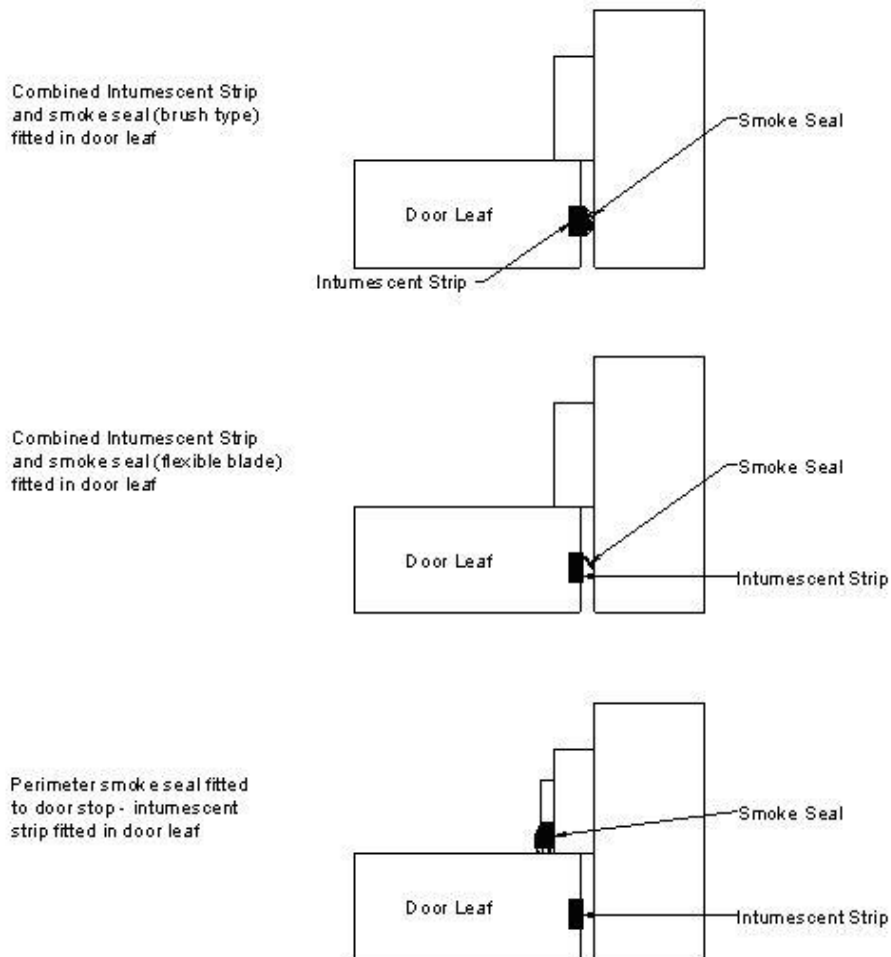 Combined Intumescent Strip
and smoke seal (brush type)
fitted in door leaf
Smoke Seal
Door Leaf
Intumescent Strip
Combined Intumescent Strip
and smoke seal (flexible blade)
fitted in door leaf
Smoke Seal
Door Leaf
Intumescent Strip
Perimeter smoke seal fitted
to door stop - intumescent
strip fitted in door leaf
Smoke Seal
Door Leaf
Intumescent Strip